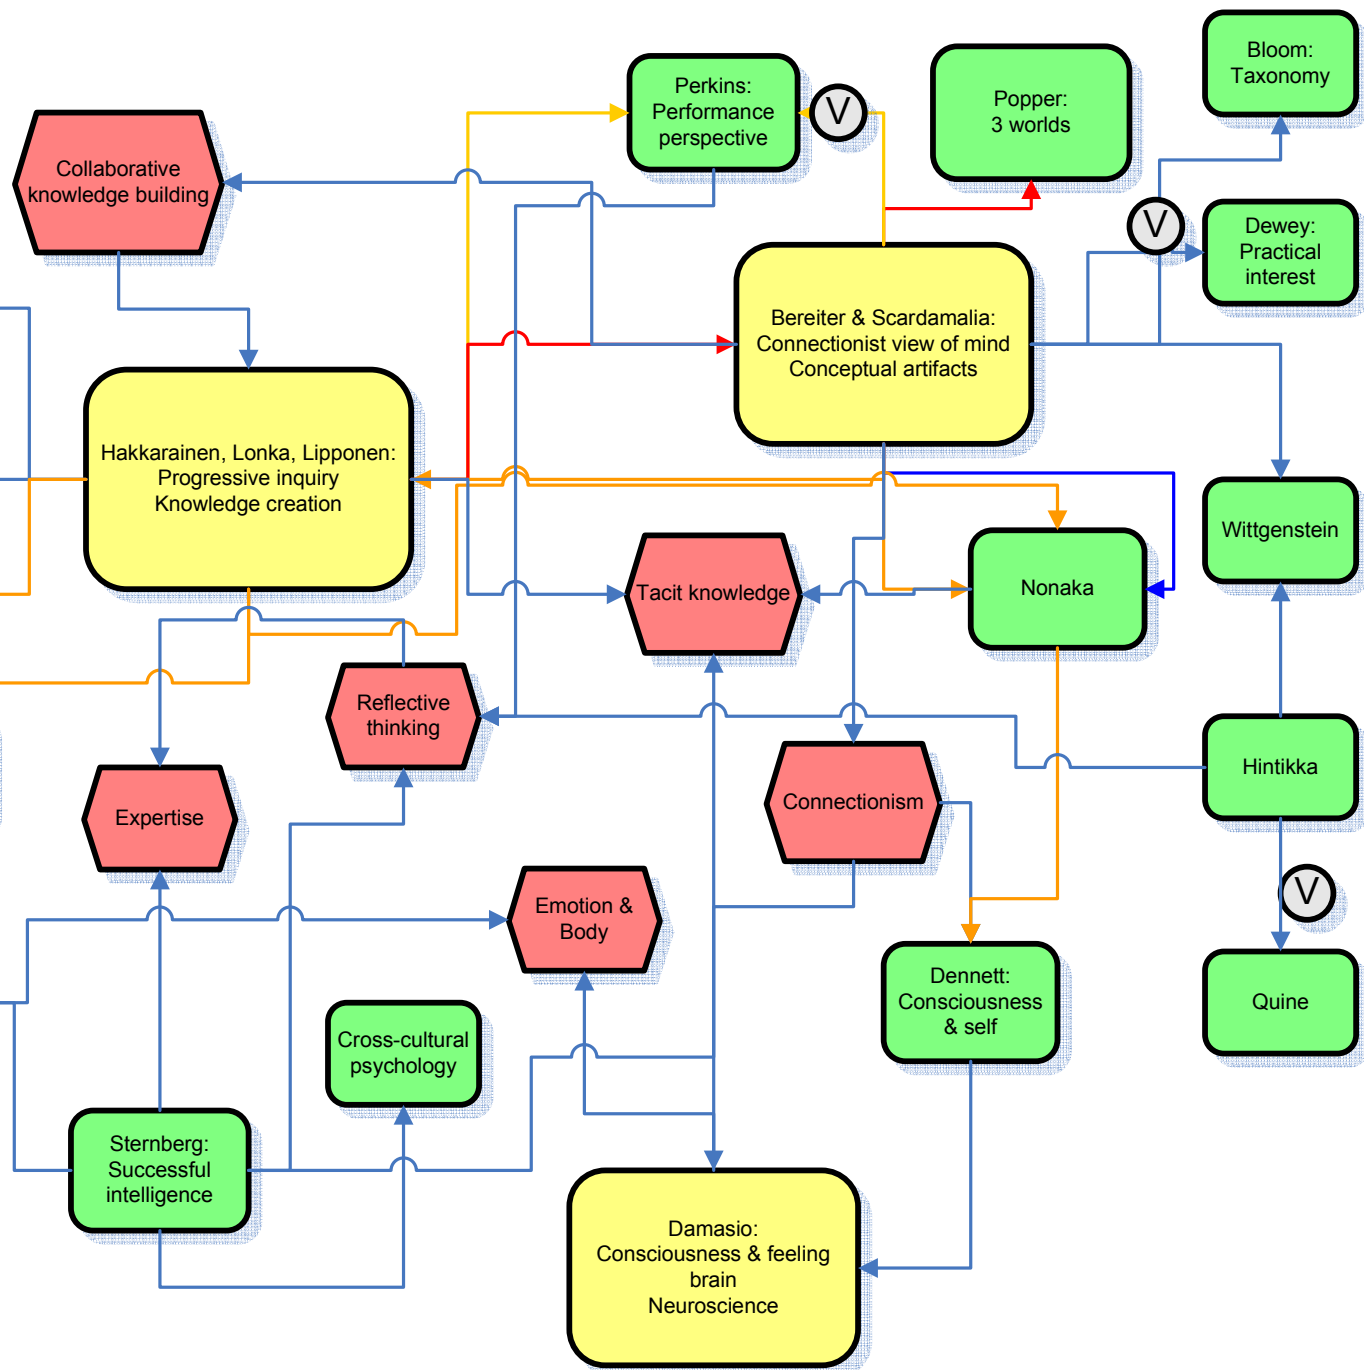 Bloom:
Taxonomy
Perkins:
Performance
perspective
V
Popper:
3 worlds
Collaborative
knowledge building
V
Dewey:
Practical
interest
Bereiter & Scardamalia:
Connectionist view of mind
Conceptual artifacts
Hakkarainen, Lonka, Lipponen:
Progressive inquiry
Knowledge creation
Wittgenstein
Tacit knowledge
Nonaka
Reflective
thinking
Hintikka
Expertise
Connectionism
V
Emotion &
Body
Dennett:
Consciousness
& self
Quine
Cross-cultural
psychology
Sternberg:
Successful
intelligence
Damasio:
Consciousness & feeling
brain
Neuroscience